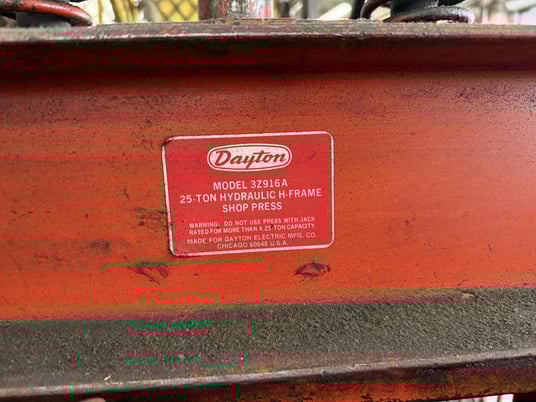 Dayton
MODEL 3Z916A
25-TON HYDRAULIC H-FRAME
SHOP PRESS
WARNING: DO NOT USE PRESS WITH JACK
RATED FOR MORE THAN A 25-TON CAPACITY.
MADE FOR DAYTON ELECTRIC MFG. CO.
CHICAGO 60648 U.S.A.